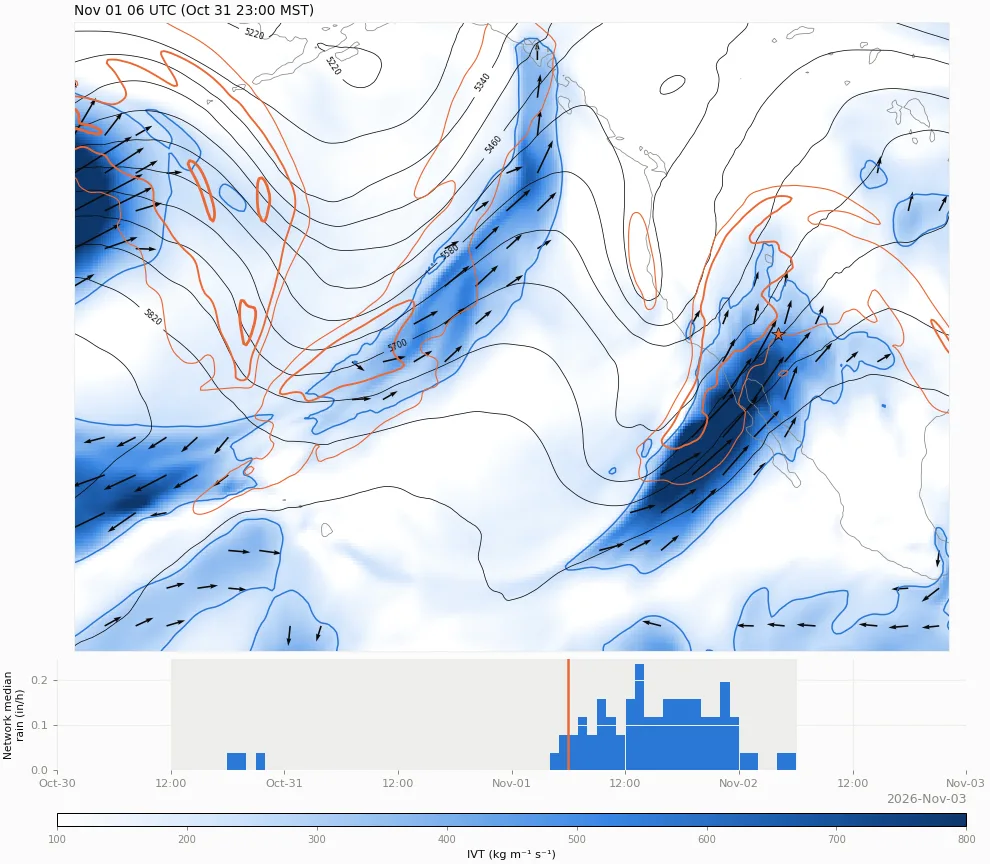 Nov 01 06 UTC (Oct 31 23:00 MST)
5220
5220
5340
5460
5580
5820
5700
Network median
rain (in/h)
0.2
0.1
0.0
Oct-30
12:00
Oct-31
12:00
Nov-01
12:00
Nov-02
12:00
Nov-03
2026-Nov-03
100
200
300
400
500
600
700
800
IVT (kg m⁻¹ s⁻¹)